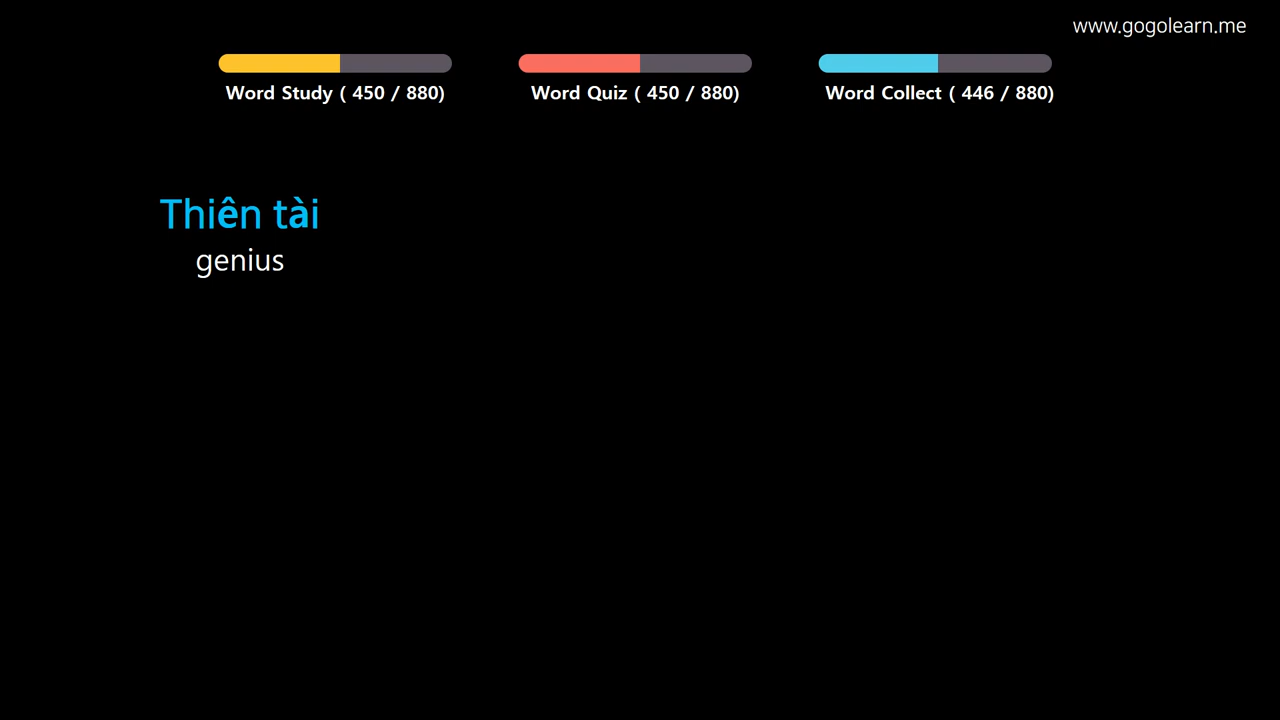 www.gogolearn.me
Word Study ( 450 / 880)
Word Quiz ( 450 / 880)
Word Collect ( 446 / 880)
Thiên tài
genius